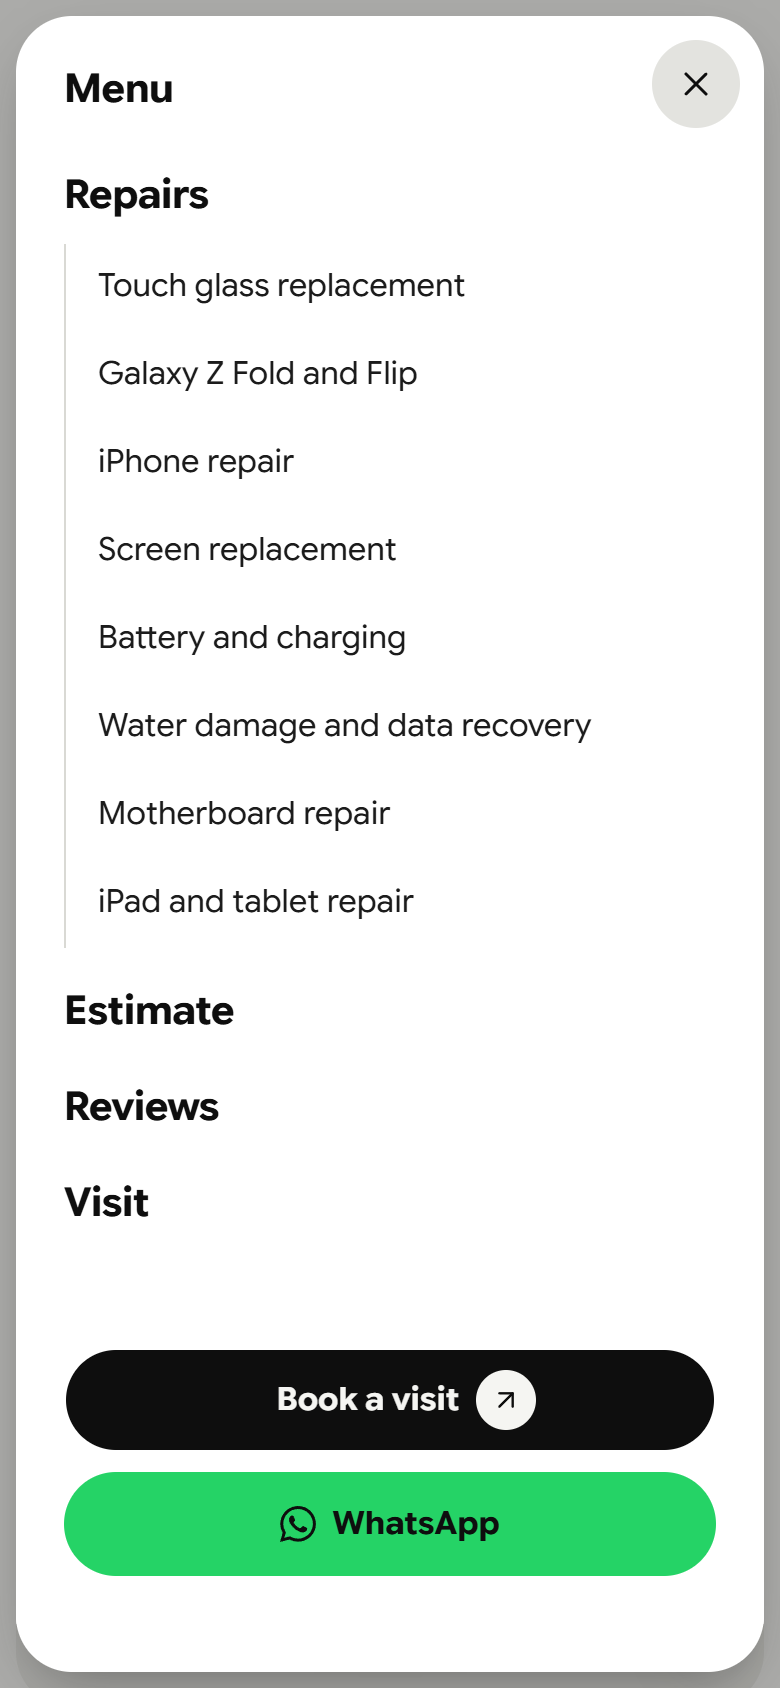 Menu
Repairs
Touch glass replacement
Galaxy Z Fold and Flip
iPhone repair
Screen replacement
Battery and charging
Water damage and data recovery
Motherboard repair
iPad and tablet repair
Estimate
Reviews
Visit
Book a visit
WhatsApp